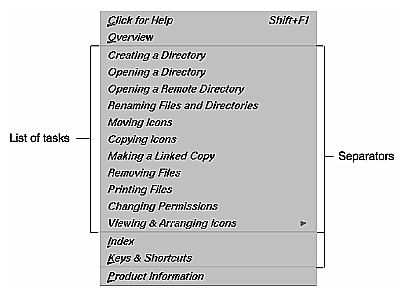 Click for Help Shift+F1
Overview
Creating a Directory
Opening a Directory
Opening a Remote Directory
Renaming Files and Directories
Moving Icons
List of tasks
Copying Icons
Making a Linked Copy
Separators
Removing Files
Printing Files
Changing Permissions
Viewing & Arranging Icons
Index
Keys & Shortcuts
Product Information